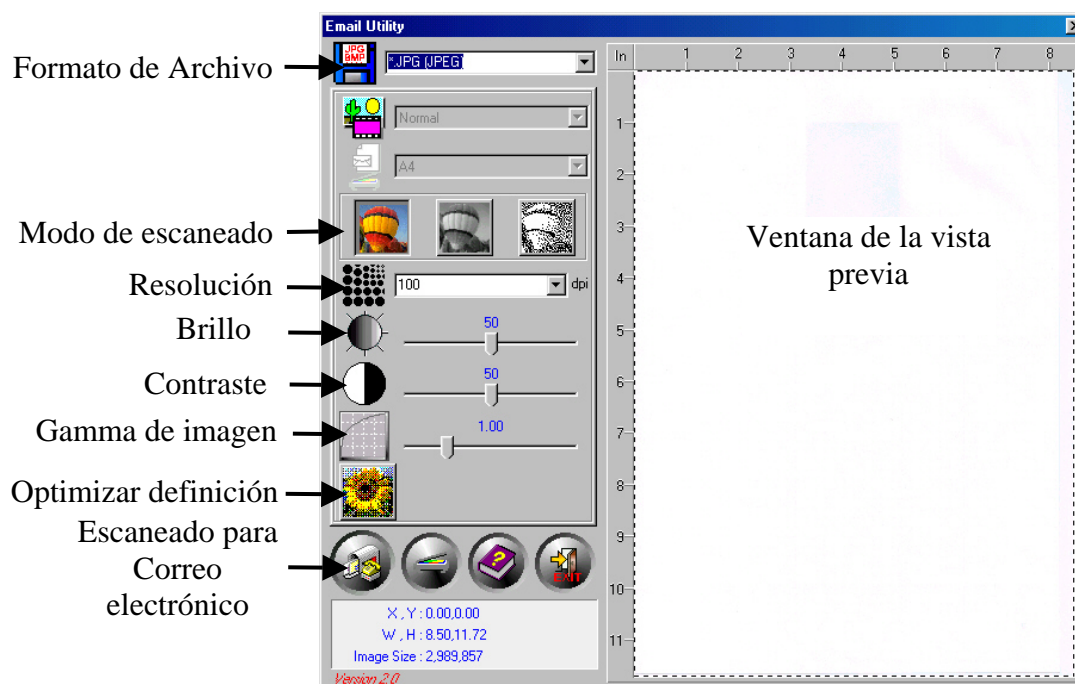 Email Utility
Formato de Archivo
JPG
BMP
*.JPG (JPEG)
Normal
A4
Modo de escaneado
Resolución
100 dpi
Brillo
50
Contraste
50
Gamma de imagen
1.00
Optimizar definición
Escaneado para
Correo
electrónico
?
EXIT
X , Y : 0.00,0.00
W , H : 8.50,11.72
Image Size : 2,989,857
Version 2.0
In 1 2 3 4 5 6 7 8
1
2
3
4
5
6
7
8
9
10
11
Ventana de la vista
previa